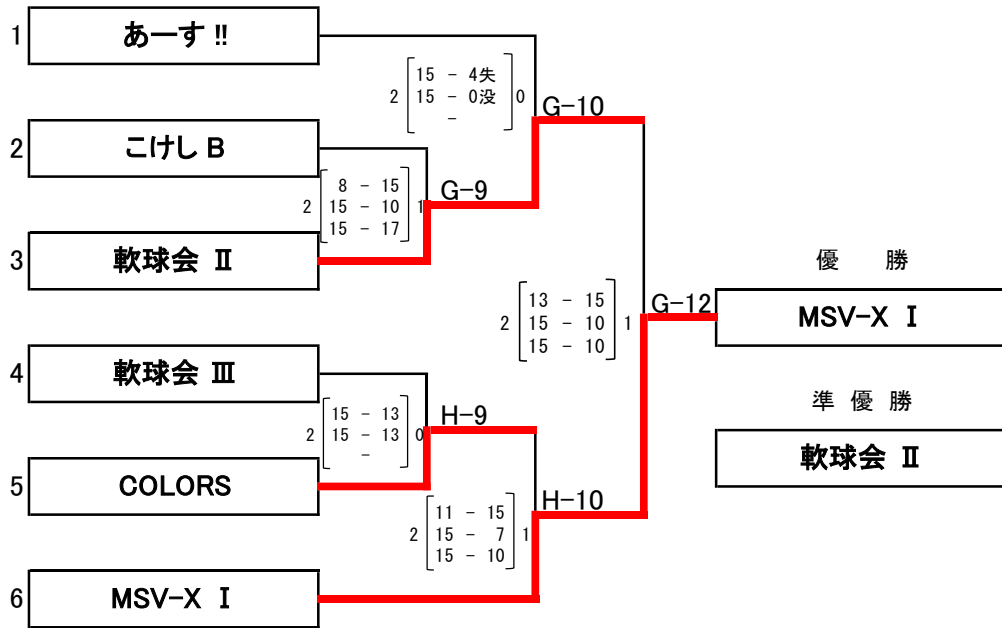 1 あーす !!
15 - 4失
2 15 - 0没 0
-
G-10
2 こけし B
8 - 15
2 15 - 10 1
15 - 17
G-9
3 軟球会 Ⅱ
優 勝
13 - 15
2 15 - 10 1
15 - 10
G-12
MSV-X Ⅰ
4 軟球会 Ⅲ
準 優 勝
15 - 13
2 15 - 13 0
-
H-9
軟球会 Ⅱ
5 COLORS
11 - 15
2 15 - 7 1
15 - 10
H-10
6 MSV-X Ⅰ